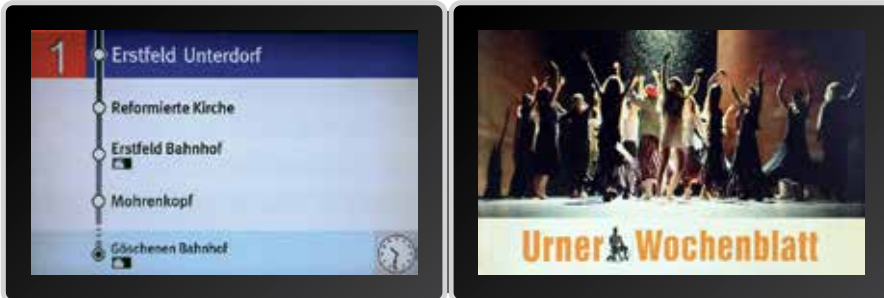 1
Erstfeld Unterdorf
Reformierte Kirche
Erstfeld Bahnhof
Mohrenkopf
Göschenen Bahnhof
Urner Wochenblatt